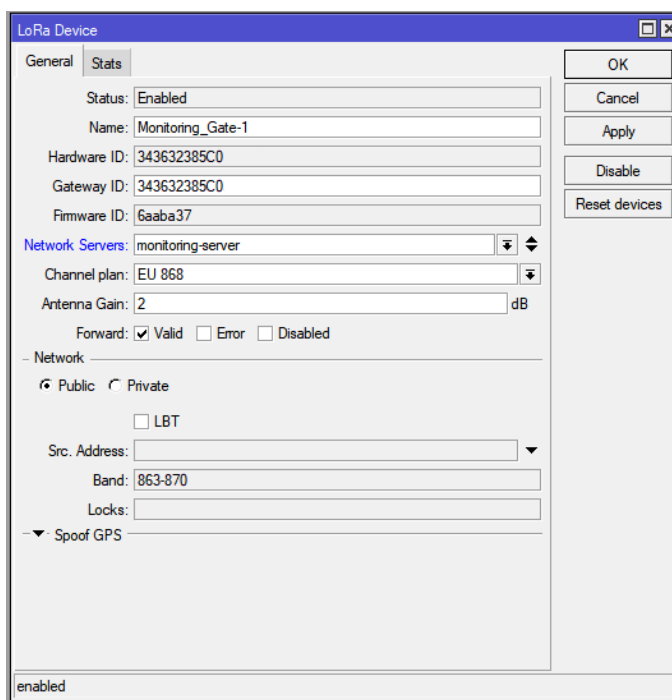 LoRa Device
General Stats
Status: Enabled
Name: Monitoring_Gate-1
Hardware ID: 343632385C0
Gateway ID: 343632385C0
Firmware ID: 6aaba37
Network Servers: monitoring-server
Channel plan: EU 868
Antenna Gain: 2 dB
Forward: Valid Error Disabled
Network
Public Private
LBT
Src. Address:
Band: 863-870
Locks:
Spoof GPS
OK
Cancel
Apply
Disable
Reset devices
enabled